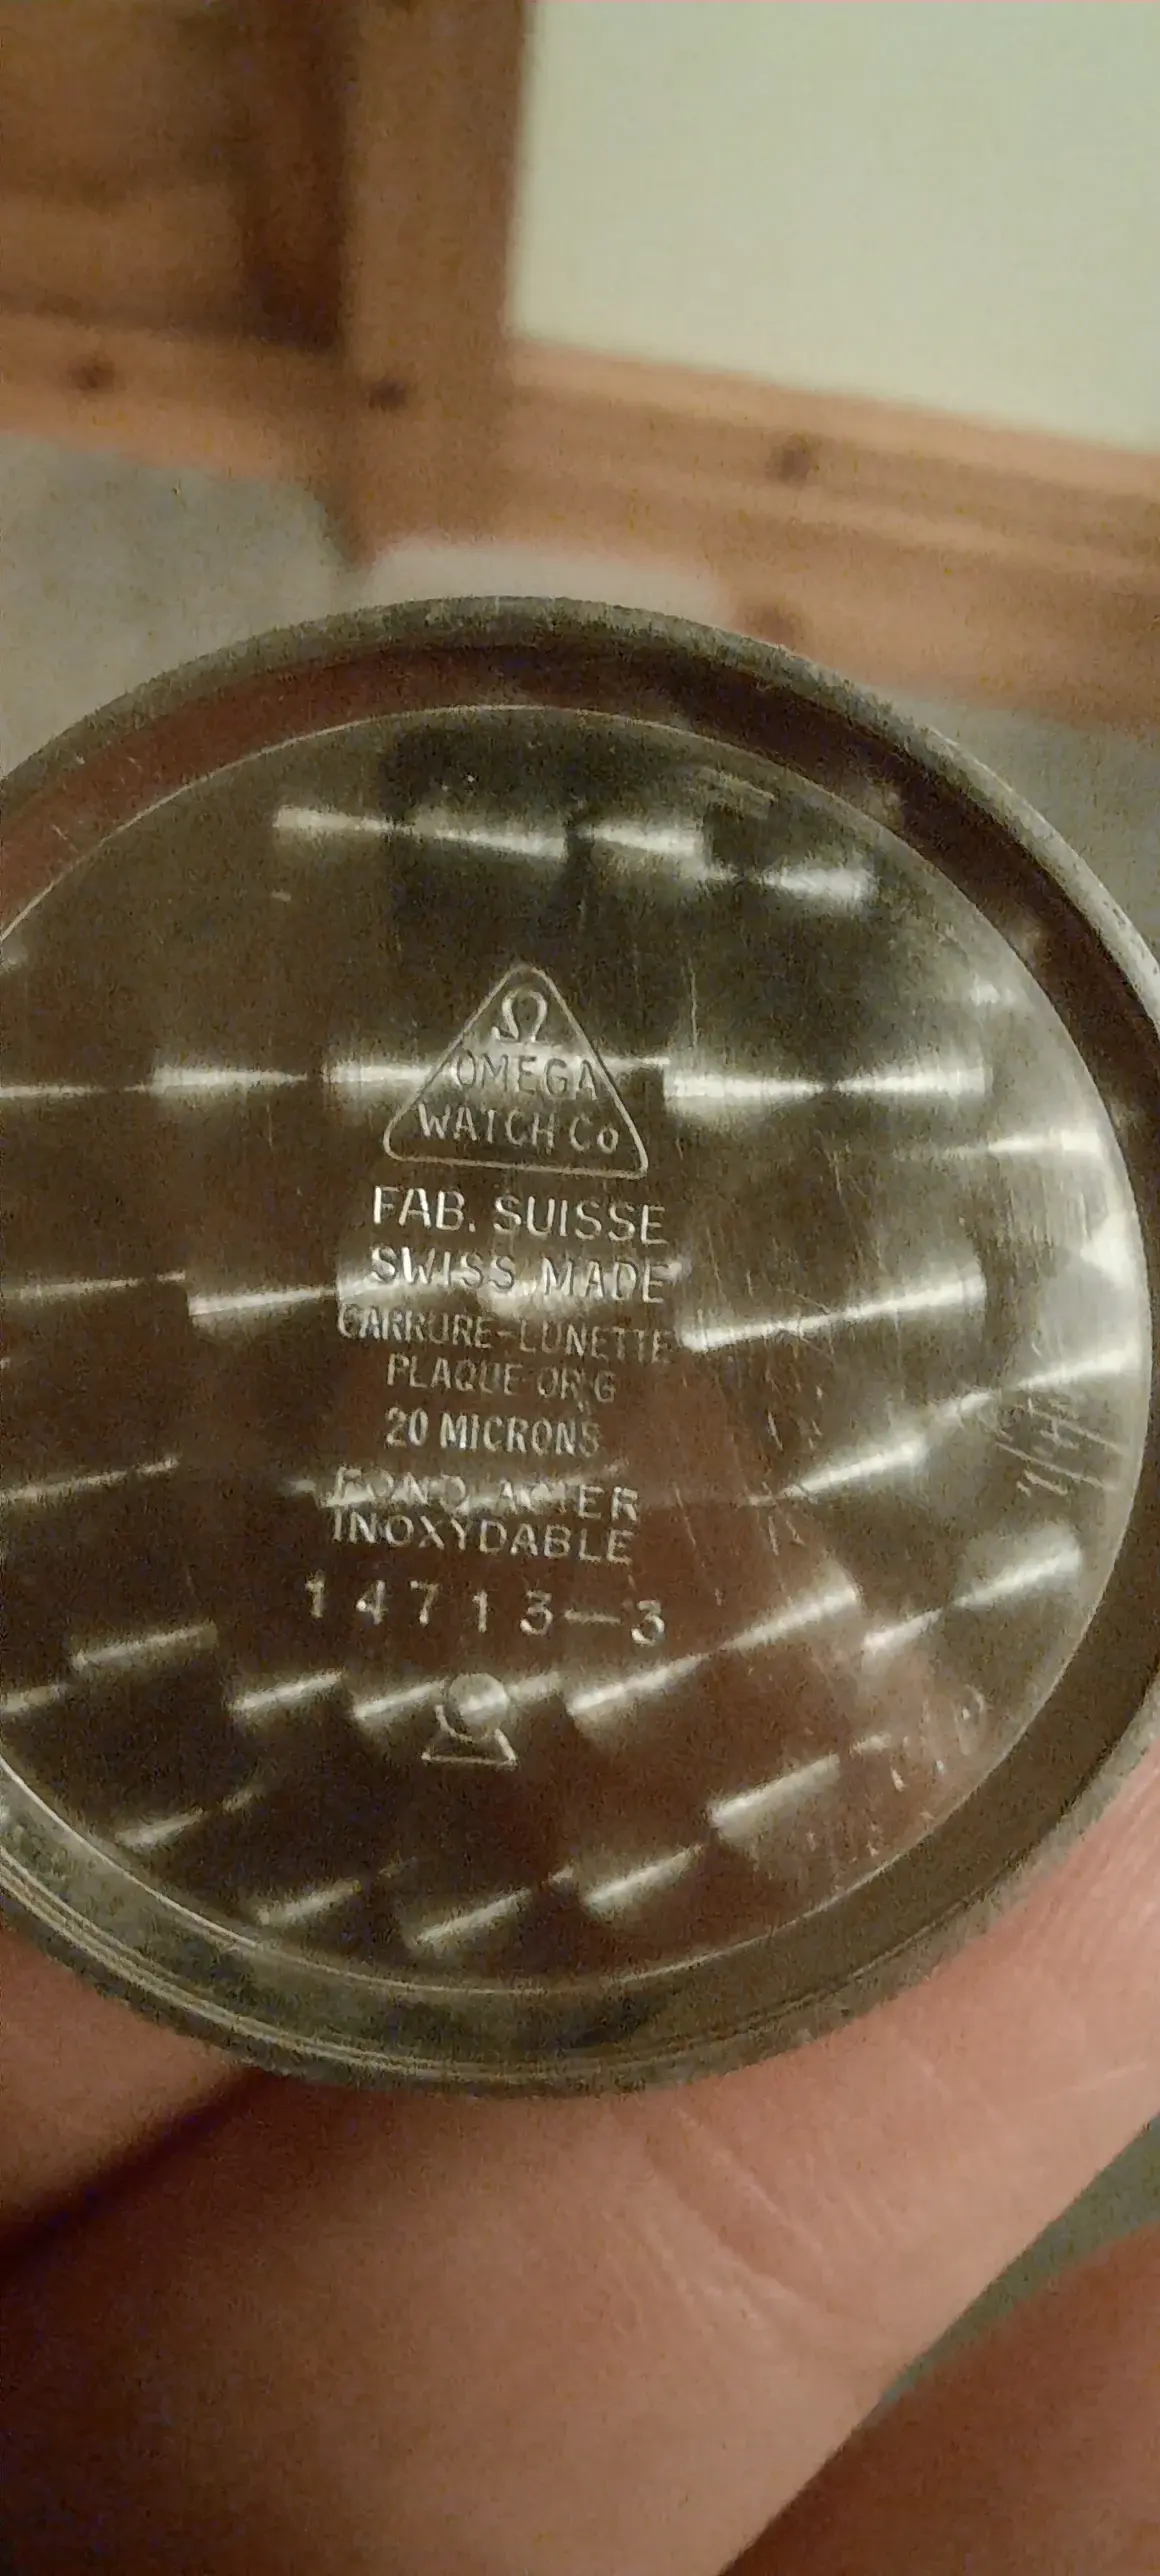 Ω
OMEGA
WATCH Co
FAB. SUISSE
SWISS MADE
CARRURE-LUNETTE
PLAQUE OR G
20 MICRONS
FOND ACIER
INOXYDABLE
14713-3